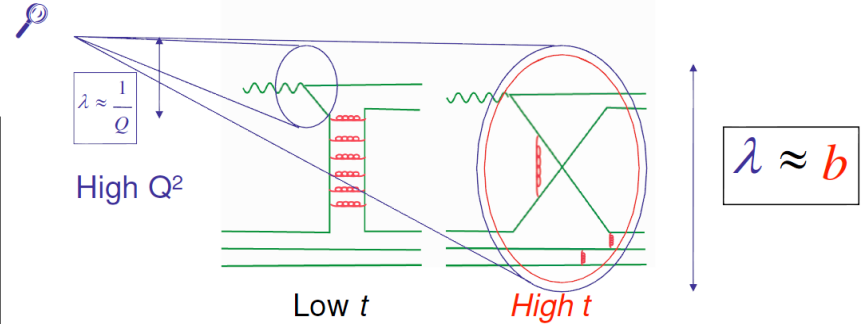 λ ≈ 1/Q
High Q²
λ ≈ b
Low t
High t